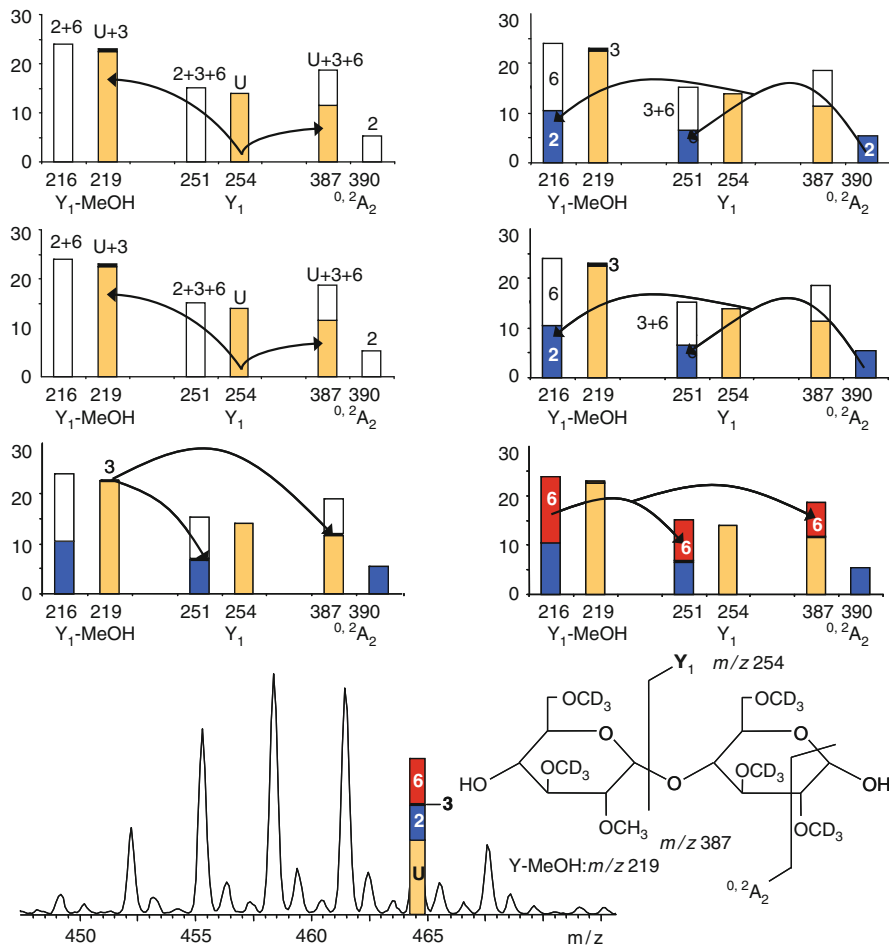 2+6 U+3 2+3+6 U U+3+6 2
30
20
10
0
216 219 251 254 387 390
Y₁-MeOH Y₁ ⁰,²A₂
30
20
10
0
6 3 3+6 2 2
216 219 251 254 387 390
Y₁-MeOH Y₁ ⁰,²A₂
2+6 U+3 2+3+6 U U+3+6 2
30
20
10
0
216 219 251 254 387 390
Y₁-MeOH Y₁ ⁰,²A₂
30
20
10
0
6 3 3+6 2
216 219 251 254 387 390
Y₁-MeOH Y₁ ⁰,²A₂
3
30
20
10
0
216 219 251 254 387 390
Y₁-MeOH Y₁ ⁰,²A₂
30
20
10
0
6 6 6
216 219 251 254 387 390
Y₁-MeOH Y₁ ⁰,²A₂
6
3
2
U
450 455 460 465 m/z
Y₁ m/z 254
OCD₃ OCD₃
O O
HO OCD₃ O OCD₃ OH
OCH₃ OCD₃
m/z 387
Y-MeOH:m/z 219
⁰,²A₂